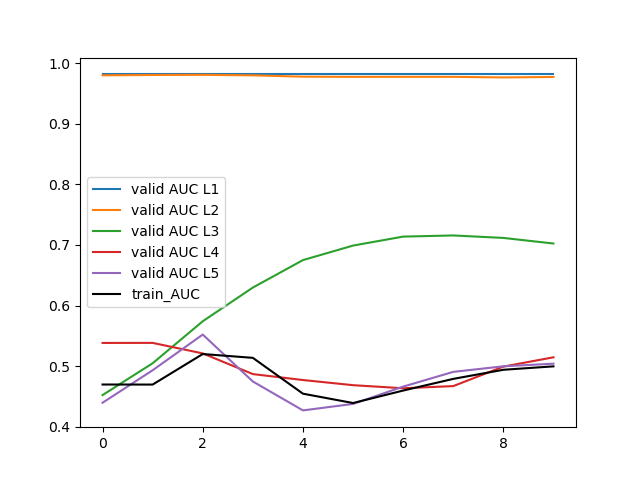 1.0
0.9
0.8
0.7
0.6
0.5
0.4
valid AUC L1
valid AUC L2
valid AUC L3
valid AUC L4
valid AUC L5
train_AUC
0 2 4 6 8